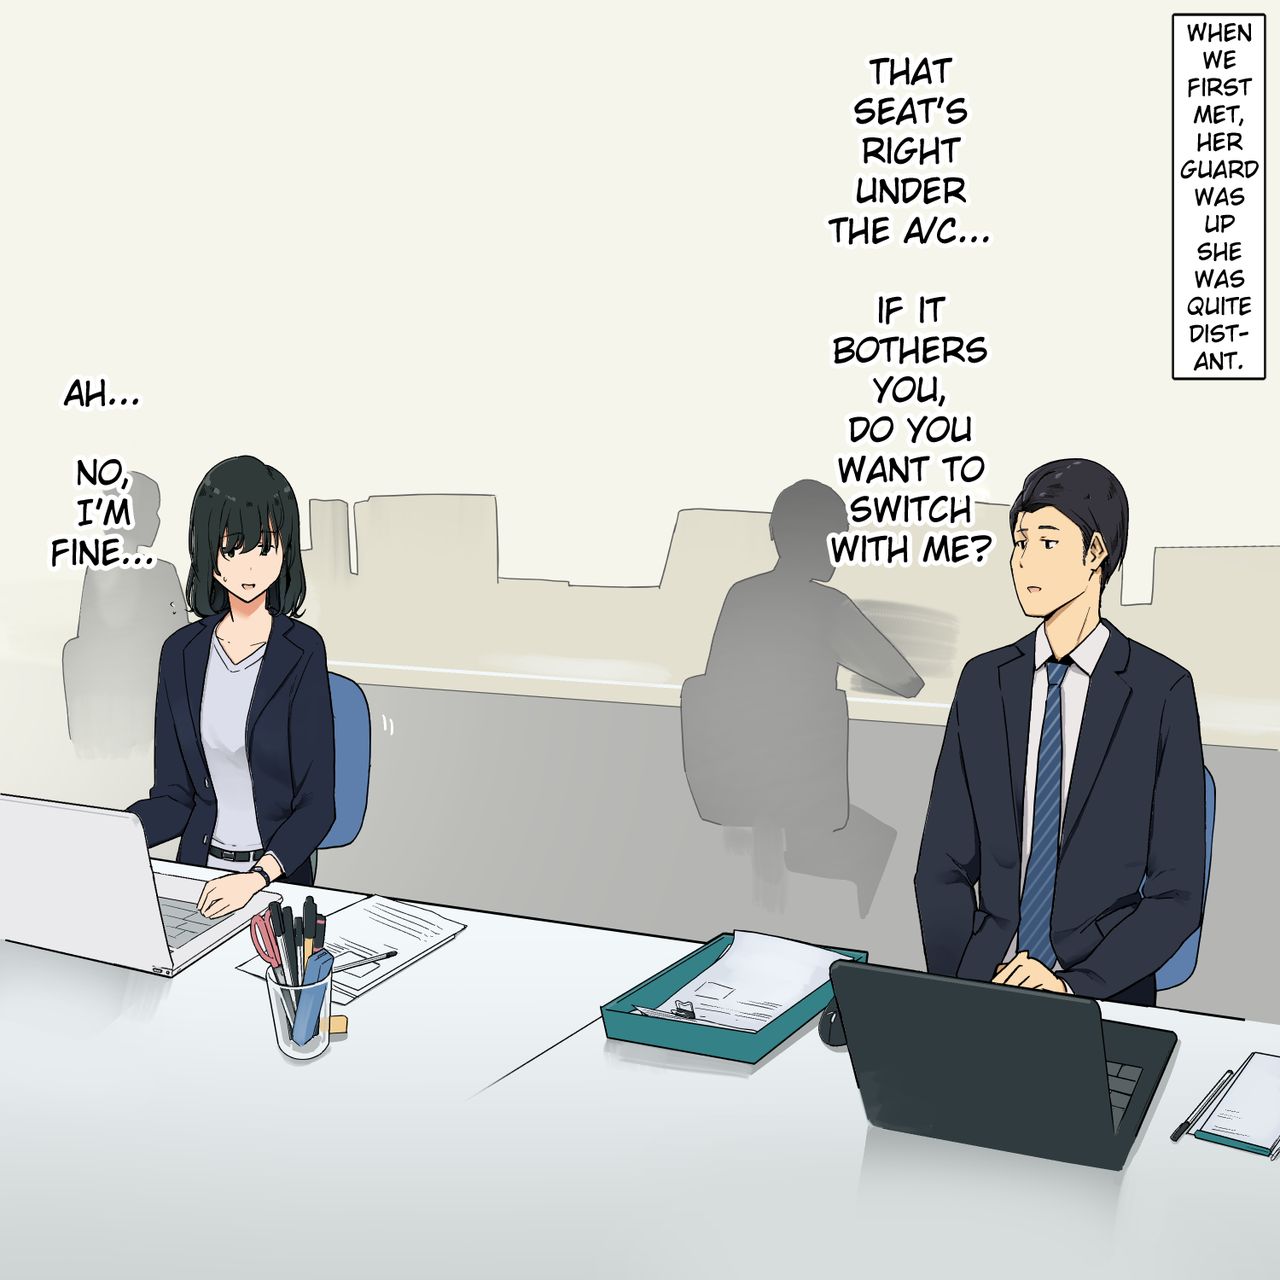 WHEN
WE
FIRST
MET,
HER
GUARD
WAS
UP
SHE
WAS
QUITE
DIST-
ANT.
THAT
SEAT'S
RIGHT
UNDER
THE A/C...
IF IT
BOTHERS
YOU,
DO YOU
WANT TO
SWITCH
WITH ME?
AH...
NO,
I'M
FINE...